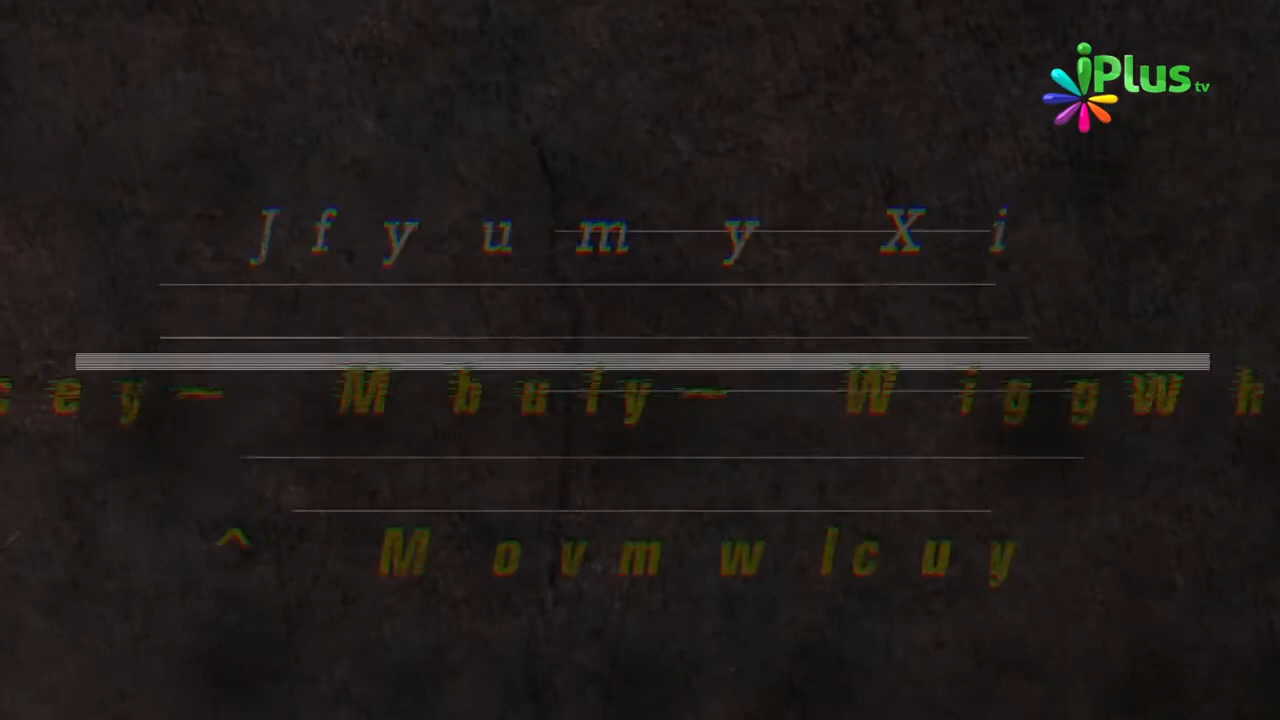 iPlus tv
J f y u m y X i
c e y — M b u l y — W i g g W h
^ M o v m w l c u y